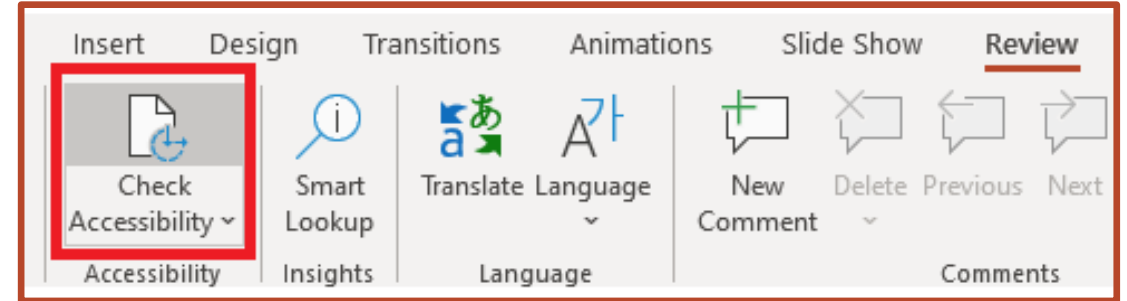 Insert Design Transitions Animations Slide Show Review
Check Accessibility
Smart Lookup
Translate
Language
New Comment
Delete
Previous
Next
Accessibility Insights Language Comments